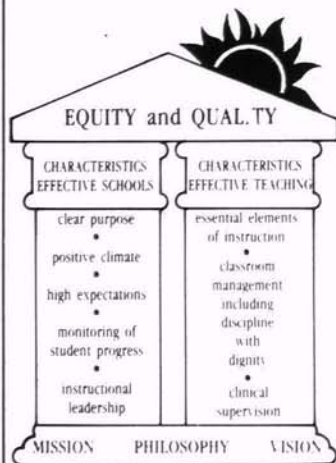 EQUITY and QUAL.TY
CHARACTERISTICS
EFFECTIVE SCHOOLS
clear purpose
•
positive climate
•
high expectations
•
monitoring of
student progress
•
instructional
leadership
CHARACTERISTICS
EFFECTIVE TEACHING
essential elements
of instruction
•
classroom
management
including
discipline
with
dignity
•
clinical
supervision
MISSION PHILOSOPHY VISION